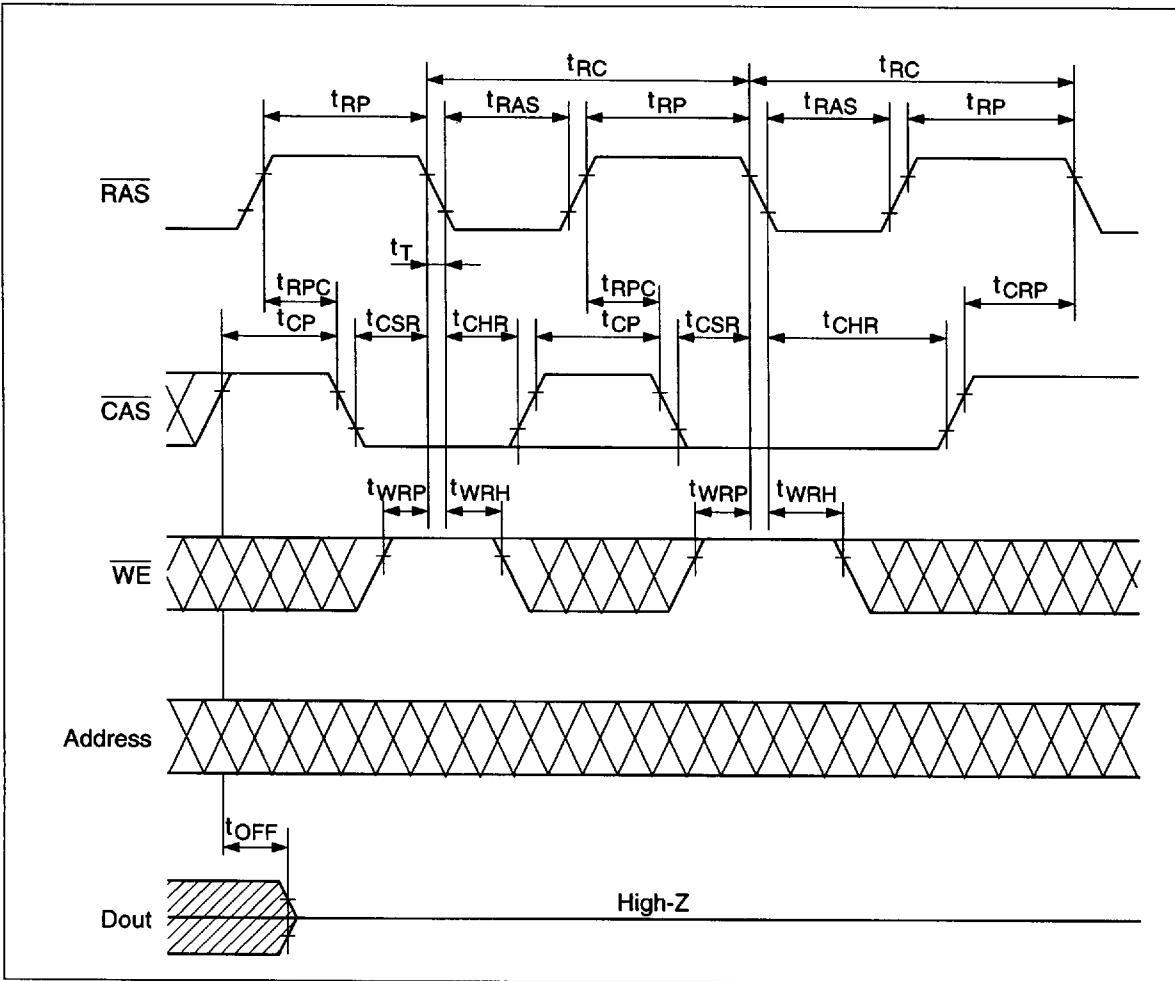 tRC tRC
tRP tRAS tRP tRAS tRP
RAS
tT
tRPC tRPC tCRP
tCP tCSR tCHR tCP tCSR tCHR
CAS
tWRP tWRH tWRP tWRH
WE
Address
tOFF
High-Z
Dout